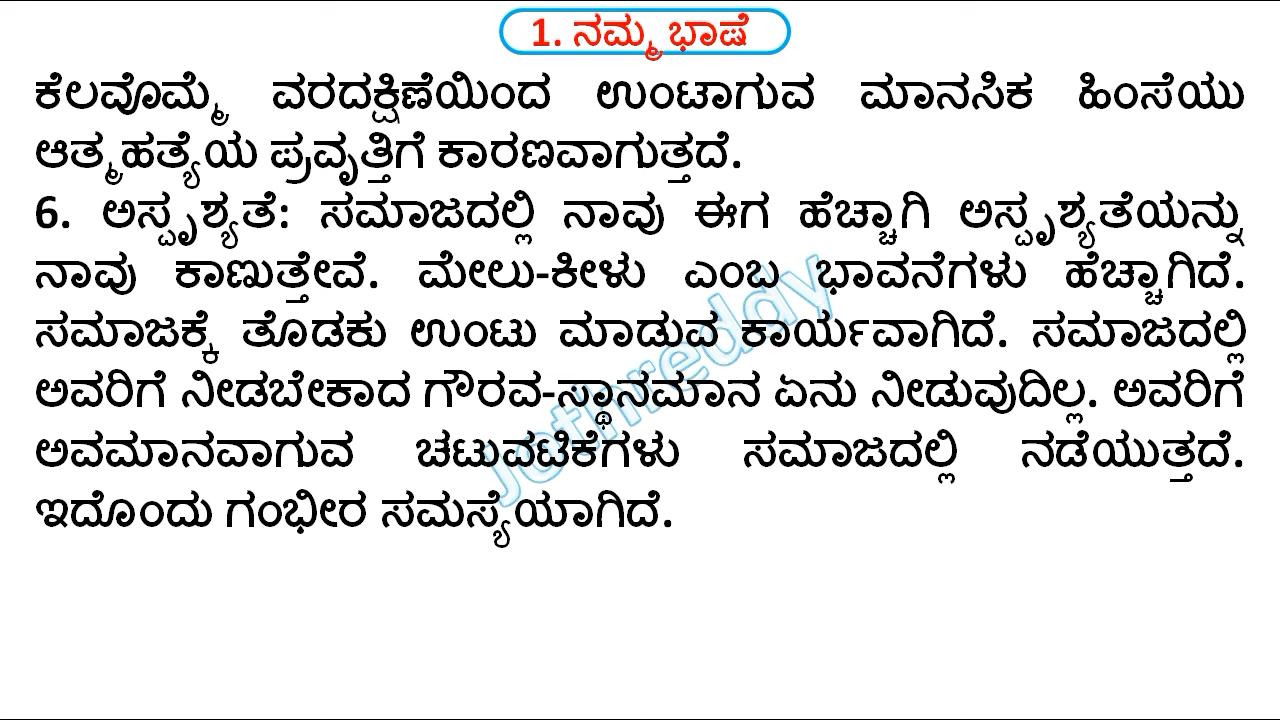 1. ನಮ್ಮ ಭಾಷೆ
ಕೆಲವೊಮ್ಮೆ ವರದಕ್ಷಿಣೆಯಿಂದ ಉಂಟಾಗುವ ಮಾನಸಿಕ ಹಿಂಸೆಯು
ಆತ್ಮಹತ್ಯೆಯ ಪ್ರವೃತ್ತಿಗೆ ಕಾರಣವಾಗುತ್ತದೆ.
6. ಅಸ್ಪೃಶ್ಯತೆ: ಸಮಾಜದಲ್ಲಿ ನಾವು ಈಗ ಹೆಚ್ಚಾಗಿ ಅಸ್ಪೃಶ್ಯತೆಯನ್ನು
ನಾವು ಕಾಣುತ್ತೇವೆ. ಮೇಲು-ಕೀಳು ಎಂಬ ಭಾವನೆಗಳು ಹೆಚ್ಚಾಗಿದೆ.
ಸಮಾಜಕ್ಕೆ ತೊಡಕು ಉಂಟು ಮಾಡುವ ಕಾರ್ಯವಾಗಿದೆ. ಸಮಾಜದಲ್ಲಿ
ಅವರಿಗೆ ನೀಡಬೇಕಾದ ಗೌರವ-ಸ್ಥಾನಮಾನ ಏನು ನೀಡುವುದಿಲ್ಲ. ಅವರಿಗೆ
ಅವಮಾನವಾಗುವ ಚಟುವಟಿಕೆಗಳು ಸಮಾಜದಲ್ಲಿ ನಡೆಯುತ್ತದೆ.
ಇದೊಂದು ಗಂಭೀರ ಸಮಸ್ಯೆಯಾಗಿದೆ.
Jothreddy